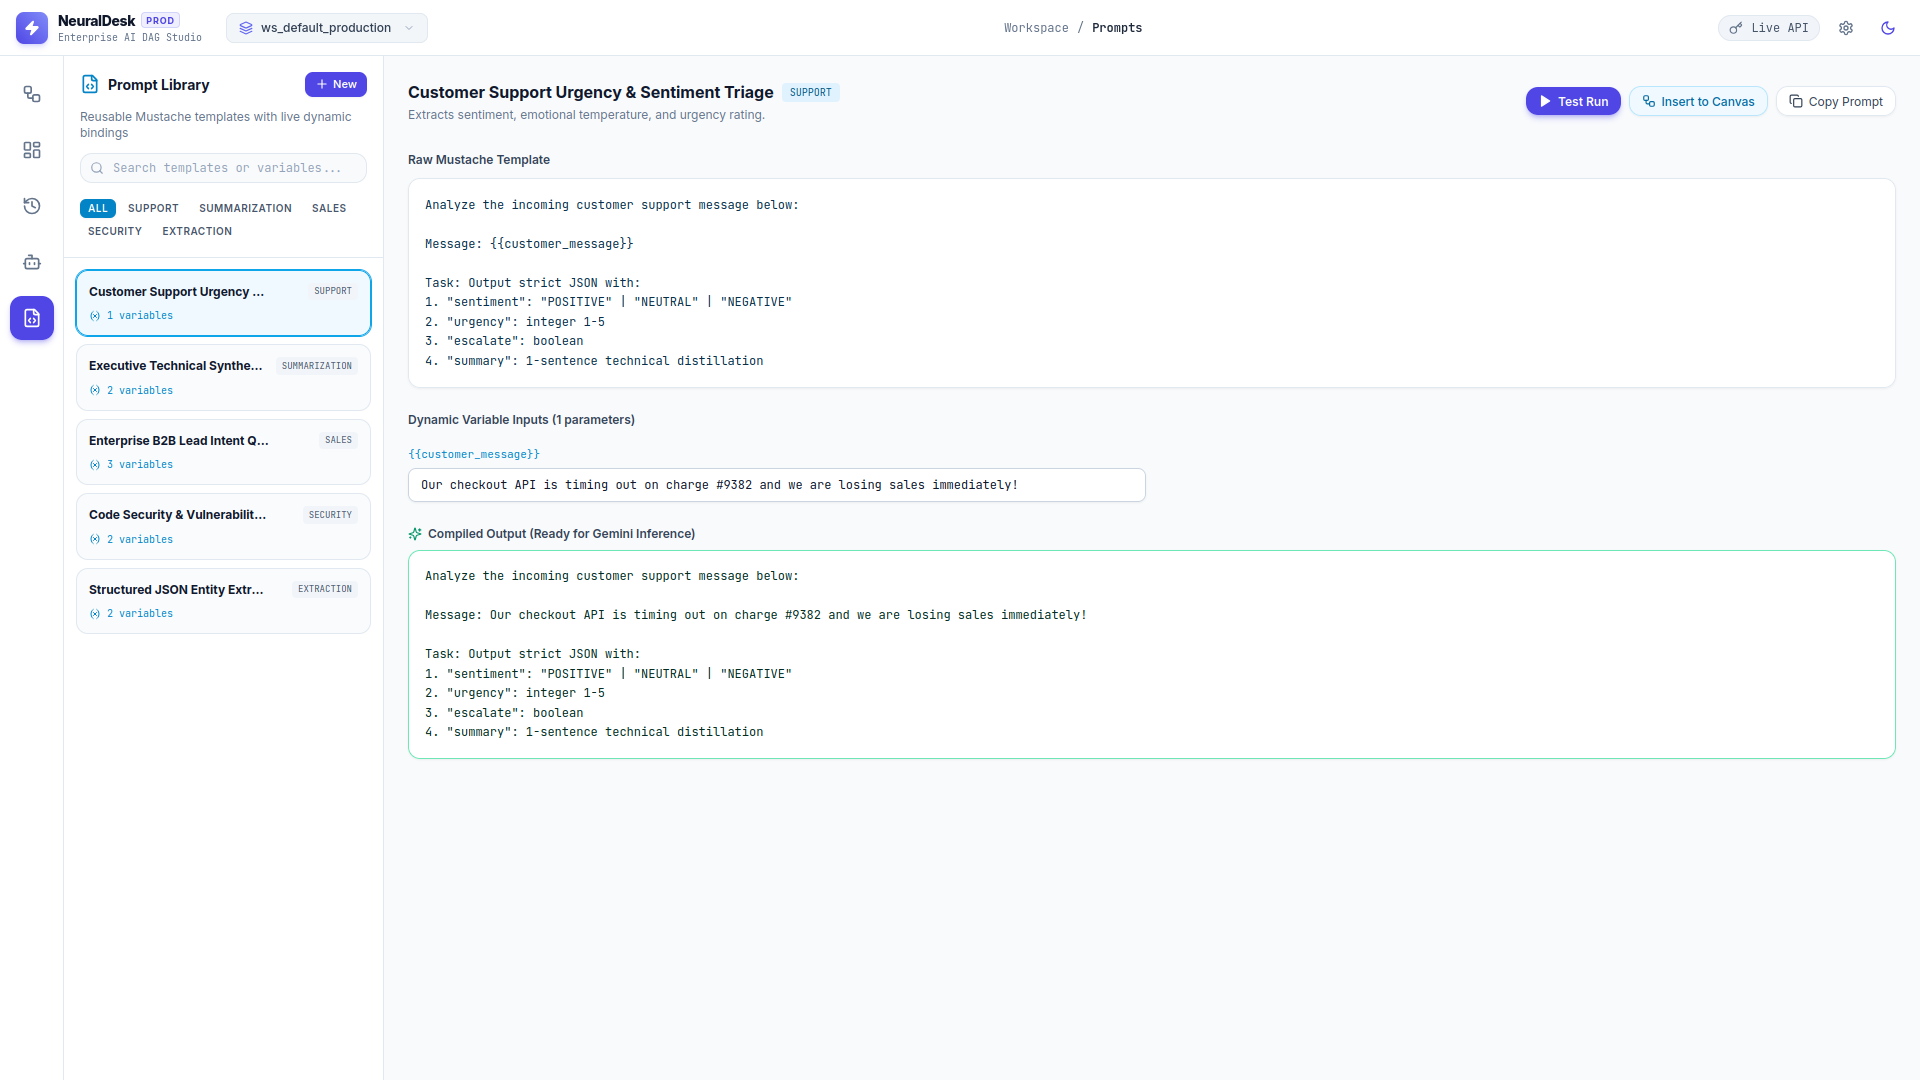 NeuralDesk PROD
Enterprise AI DAG Studio
ws_default_production
Workspace / Prompts
Live API
Prompt Library
New
Reusable Mustache templates with live dynamic
bindings
Search templates or variables...
ALL SUPPORT SUMMARIZATION SALES
SECURITY EXTRACTION
Customer Support Urgency ... SUPPORT
(x) 1 variables
Executive Technical Synthe... SUMMARIZATION
(x) 2 variables
Enterprise B2B Lead Intent Q... SALES
(x) 3 variables
Code Security & Vulnerabilit... SECURITY
(x) 2 variables
Structured JSON Entity Extr... EXTRACTION
(x) 2 variables
Customer Support Urgency & Sentiment Triage SUPPORT
Extracts sentiment, emotional temperature, and urgency rating.
Test Run
Insert to Canvas
Copy Prompt
Raw Mustache Template
Analyze the incoming customer support message below:
Message: {{customer_message}}
Task: Output strict JSON with:
1. "sentiment": "POSITIVE" | "NEUTRAL" | "NEGATIVE"
2. "urgency": integer 1-5
3. "escalate": boolean
4. "summary": 1-sentence technical distillation
Dynamic Variable Inputs (1 parameters)
{{customer_message}}
Our checkout API is timing out on charge #9382 and we are losing sales immediately!
Compiled Output (Ready for Gemini Inference)
Analyze the incoming customer support message below:
Message: Our checkout API is timing out on charge #9382 and we are losing sales immediately!
Task: Output strict JSON with:
1. "sentiment": "POSITIVE" | "NEUTRAL" | "NEGATIVE"
2. "urgency": integer 1-5
3. "escalate": boolean
4. "summary": 1-sentence technical distillation